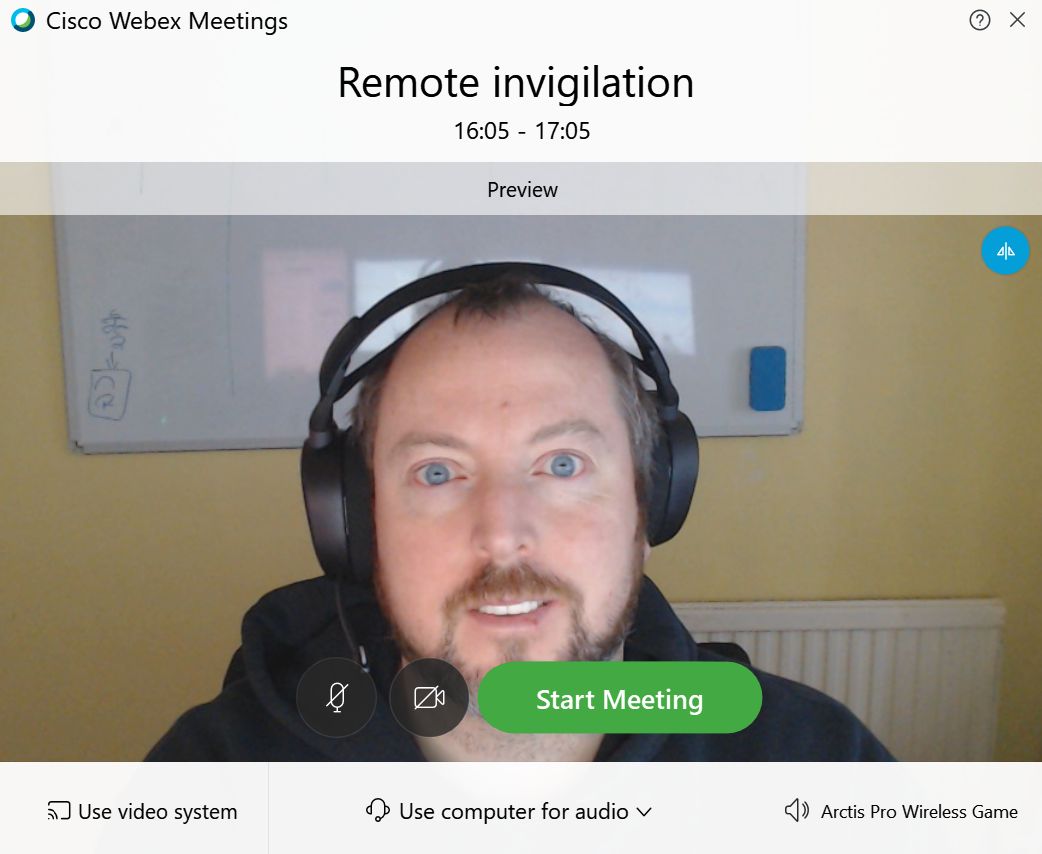 Cisco Webex Meetings
Remote invigilation
16:05 - 17:05
Preview
Start Meeting
Use video system
Use computer for audio
Arctis Pro Wireless Game